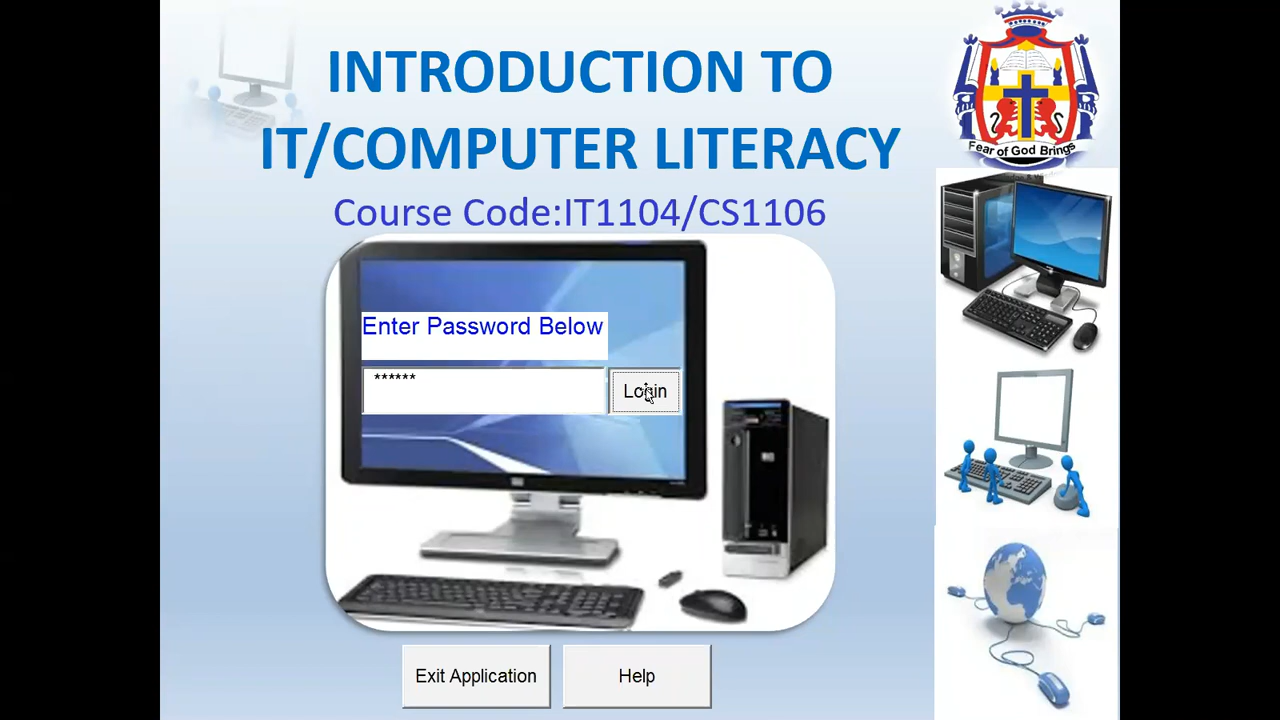 INTRODUCTION TO
IT/COMPUTER LITERACY
Course Code:IT1104/CS1106
Fear of God Brings
Enter Password Below
******
Login
Exit Application
Help